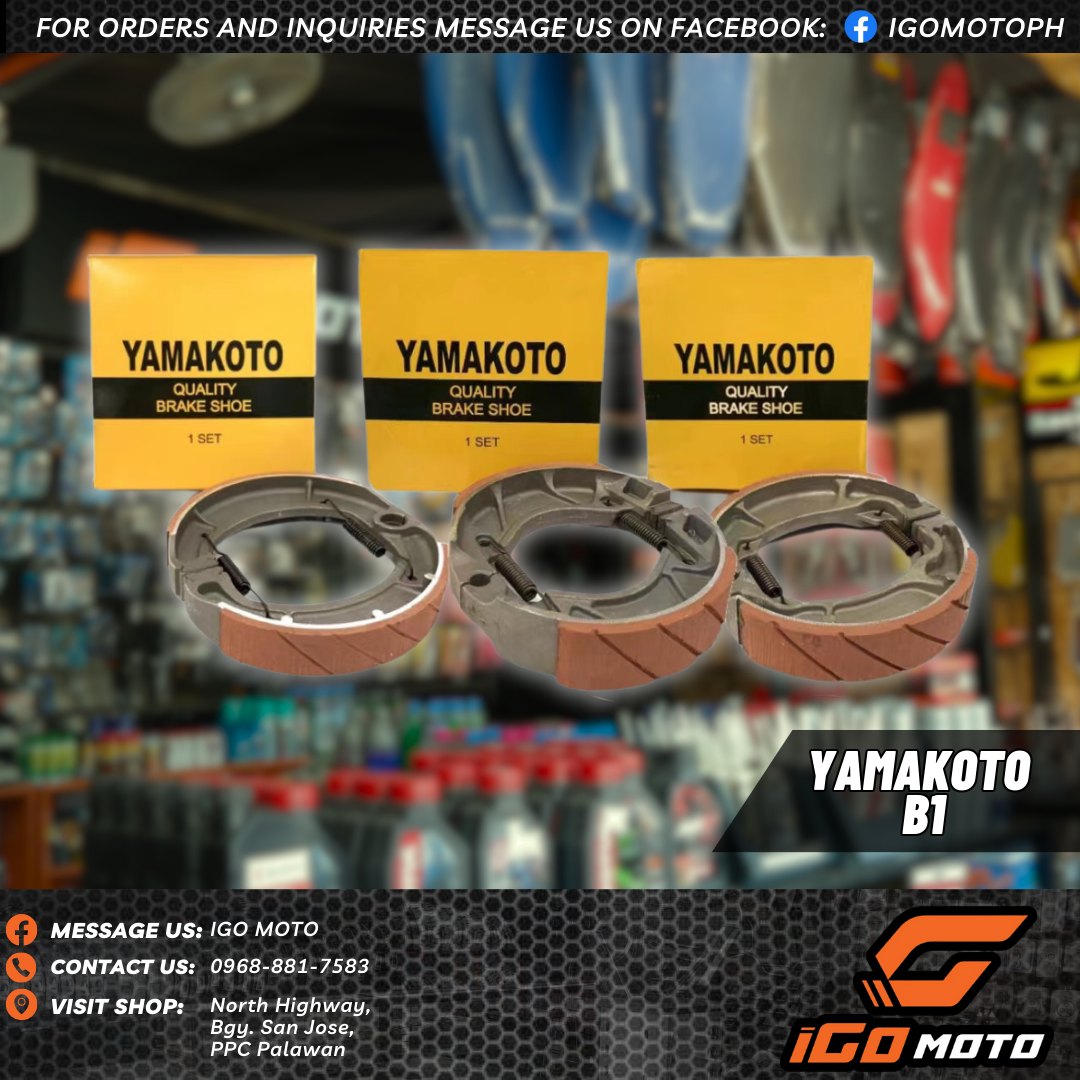 FOR ORDERS AND INQUIRIES MESSAGE US ON FACEBOOK: IGOMOTOPH
YAMAKOTO
QUALITY
BRAKE SHOE
1 SET
YAMAKOTO
QUALITY
BRAKE SHOE
1 SET
YAMAKOTO
QUALITY
BRAKE SHOE
1 SET
YAMAKOTO
B1
MESSAGE US: IGO MOTO
CONTACT US: 0968-881-7583
VISIT SHOP: North Highway,
Bgy. San Jose,
PPC Palawan
iGO MOTO